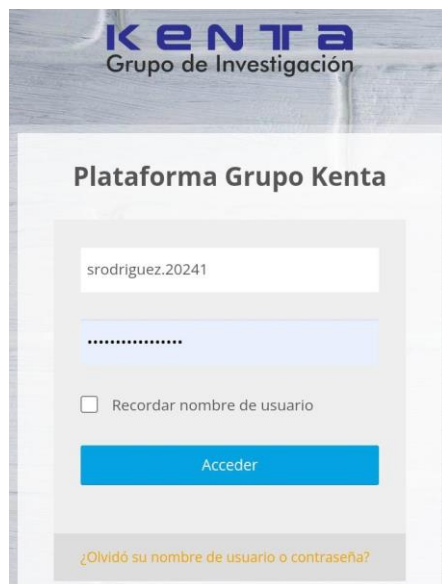 Kenta
Grupo de Investigación
Plataforma Grupo Kenta
srodriguez.20241
•••••••••••••••••
Recordar nombre de usuario
Acceder
¿Olvidó su nombre de usuario o contraseña?